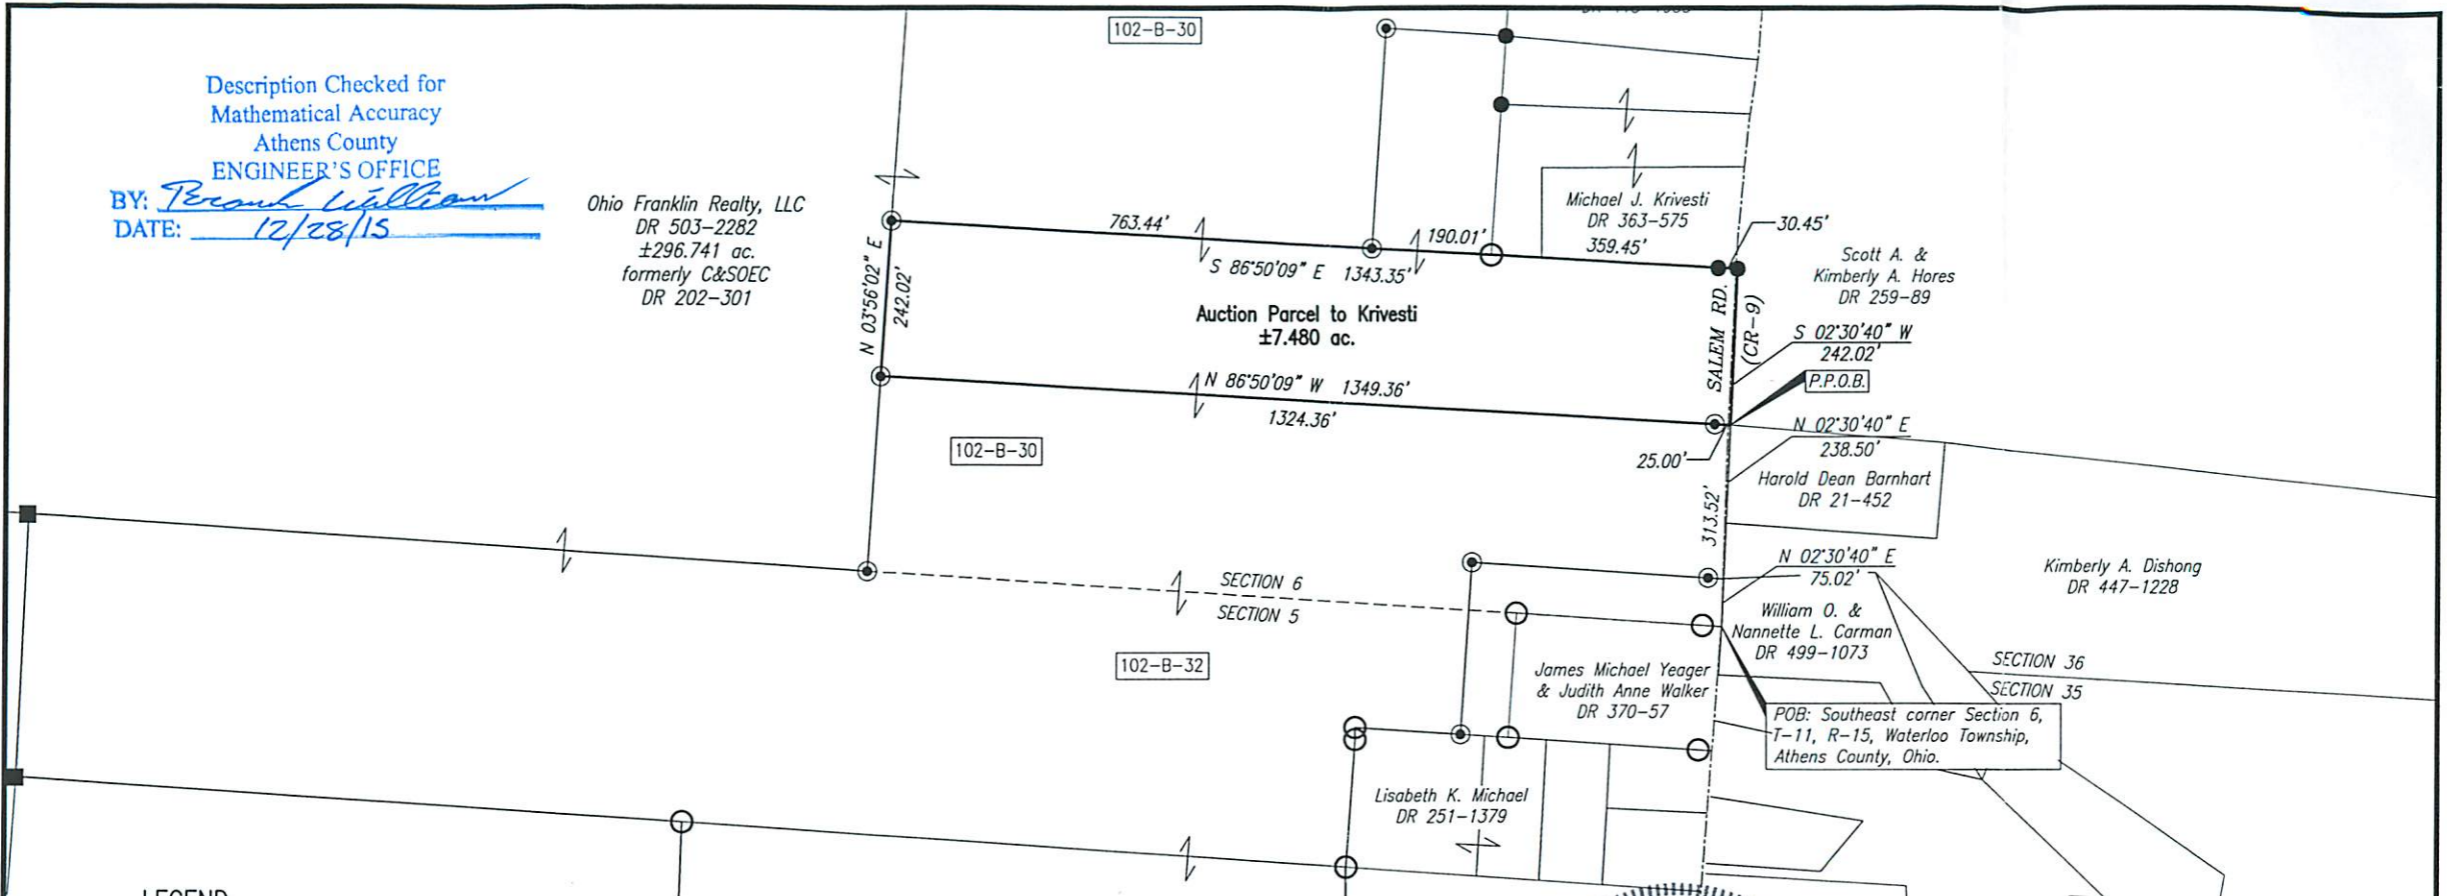 102-B-30
Description Checked for
Mathematical Accuracy
Athens County
ENGINEER'S OFFICE
BY:
DATE: 12/28/15
Ohio Franklin Realty, LLC
DR 503-2282
±296.741 ac.
formerly C&SOEC
DR 202-301
Michael J. Krivesti
DR 363-575
359.45'
30.45'
763.44'
190.01'
S 86°50'09" E 1343.35'
Scott A. &
Kimberly A. Hores
DR 259-89
N 03°56'02" E
242.02'
Auction Parcel to Krivesti
±7.480 ac.
SALEM RD.
(CR-9)
S 02°30'40" W
242.02'
P.P.O.B.
N 86°50'09" W 1349.36'
1324.36'
N 02°30'40" E
238.50'
102-B-30
25.00'
Harold Dean Barnhart
DR 21-452
313.52'
N 02°30'40" E
75.02'
Kimberly A. Dishong
DR 447-1228
SECTION 6
SECTION 5
William O. &
Nannette L. Carman
DR 499-1073
102-B-32
James Michael Yeager
& Judith Anne Walker
DR 370-57
SECTION 36
SECTION 35
POB: Southeast corner Section 6,
T-11, R-15, Waterloo Township,
Athens County, Ohio.
Lisabeth K. Michael
DR 251-1379